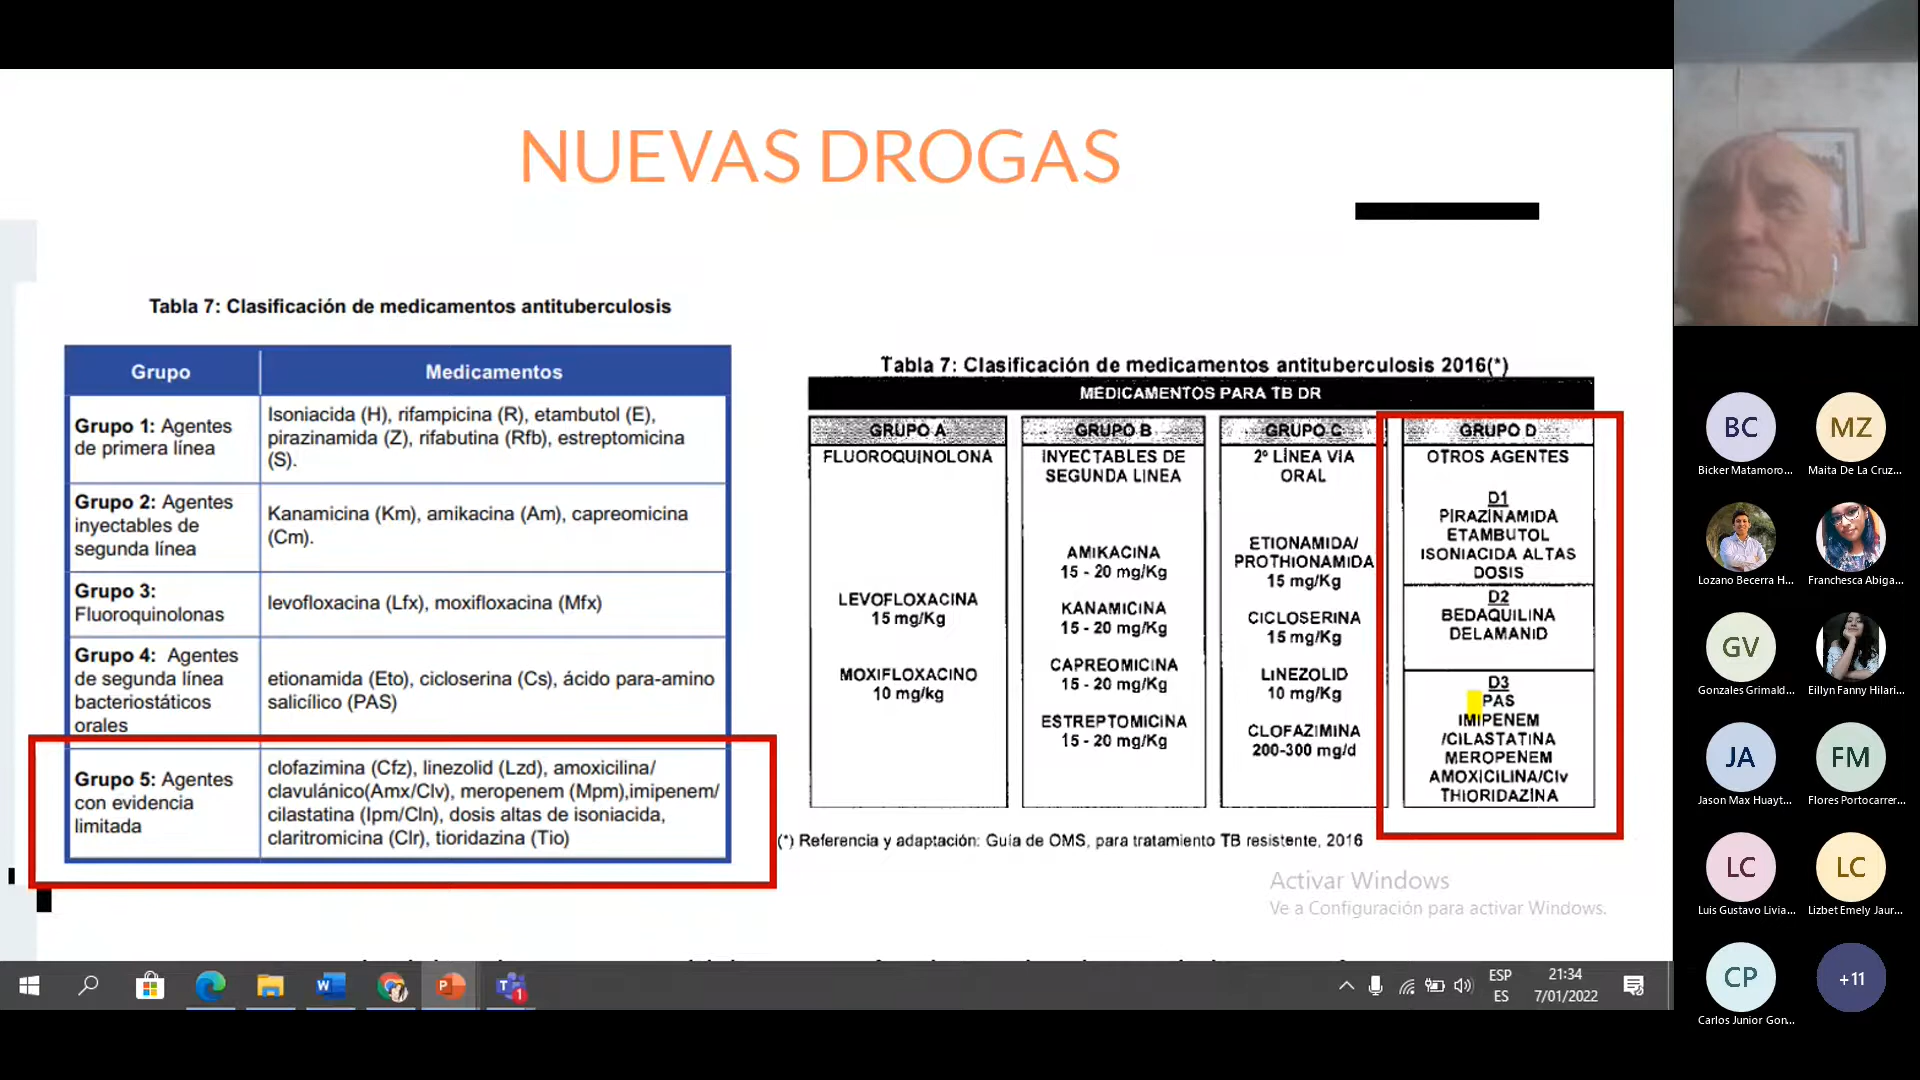 NUEVAS DROGAS
Tabla 7: Clasificación de medicamentos antituberculosis
Grupo
Medicamentos
Grupo 1: Agentes
de primera línea
Isoniacida (H), rifampicina (R), etambutol (E),
pirazinamida (Z), rifabutina (Rfb), estreptomicina
(S).
Grupo 2: Agentes
inyectables de
segunda línea
Kanamicina (Km), amikacina (Am), capreomicina
(Cm).
Grupo 3:
Fluoroquinolonas
levofloxacina (Lfx), moxifloxacina (Mfx)
Grupo 4: Agentes
de segunda línea
bacteriostáticos
orales
etionamida (Eto), cicloserina (Cs), ácido para-amino
salicílico (PAS)
Grupo 5: Agentes
con evidencia
limitada
clofazimina (Cfz), linezolid (Lzd), amoxicilina/
clavulánico(Amx/Clv), meropenem (Mpm),imipenem/
cilastatina (Ipm/Cln), dosis altas de isoniacida,
claritromicina (Clr), tioridazina (Tio)
Tabla 7: Clasificación de medicamentos antituberculosis 2016(*)
MEDICAMENTOS PARA TB DR
GRUPO A
FLUOROQUINOLONA
LEVOFLOXACINA
15 mg/Kg
MOXIFLOXACINO
10 mg/kg
GRUPO B
INYECTABLES DE
SEGUNDA LINEA
AMIKACINA
15 - 20 mg/Kg
KANAMICINA
15 - 20 mg/Kg
CAPREOMICINA
15 - 20 mg/Kg
ESTREPTOMICINA
15 - 20 mg/Kg
GRUPO C
2º LÍNEA VIA
ORAL
ETIONAMIDA/
PROTHIONAMIDA
15 mg/Kg
CICLOSERINA
15 mg/Kg
LINEZOLID
10 mg/Kg
CLOFAZIMINA
200-300 mg/d
GRUPO D
OTROS AGENTES
D1
PIRAZINAMIDA
ETAMBUTOL
ISONIACIDA ALTAS
DOSIS
D2
BEDAQUILINA
DELAMANID
D3
PAS
IMIPENEM
/CILASTATINA
MEROPENEM
AMOXICILINA/Clv
THIORIDAZINA
(*) Referencia y adaptación: Guía de OMS, para tratamiento TB resistente, 2016
Activar Windows
Ve a Configuración para activar Windows.
ESP
ES
21:34
7/01/2022
BC
Bicker Matamoro...
MZ
Maita De La Cruz...
Lozano Becerra H...
Franchesca Abiga...
GV
Gonzales Grimald...
Eillyn Fanny Hilari...
JA
Jason Max Huayt...
FM
Flores Portocarrer...
LC
Luis Gustavo Livia...
LC
Lizbet Emely Jaur...
CP
Carlos Junior Gon...
+11